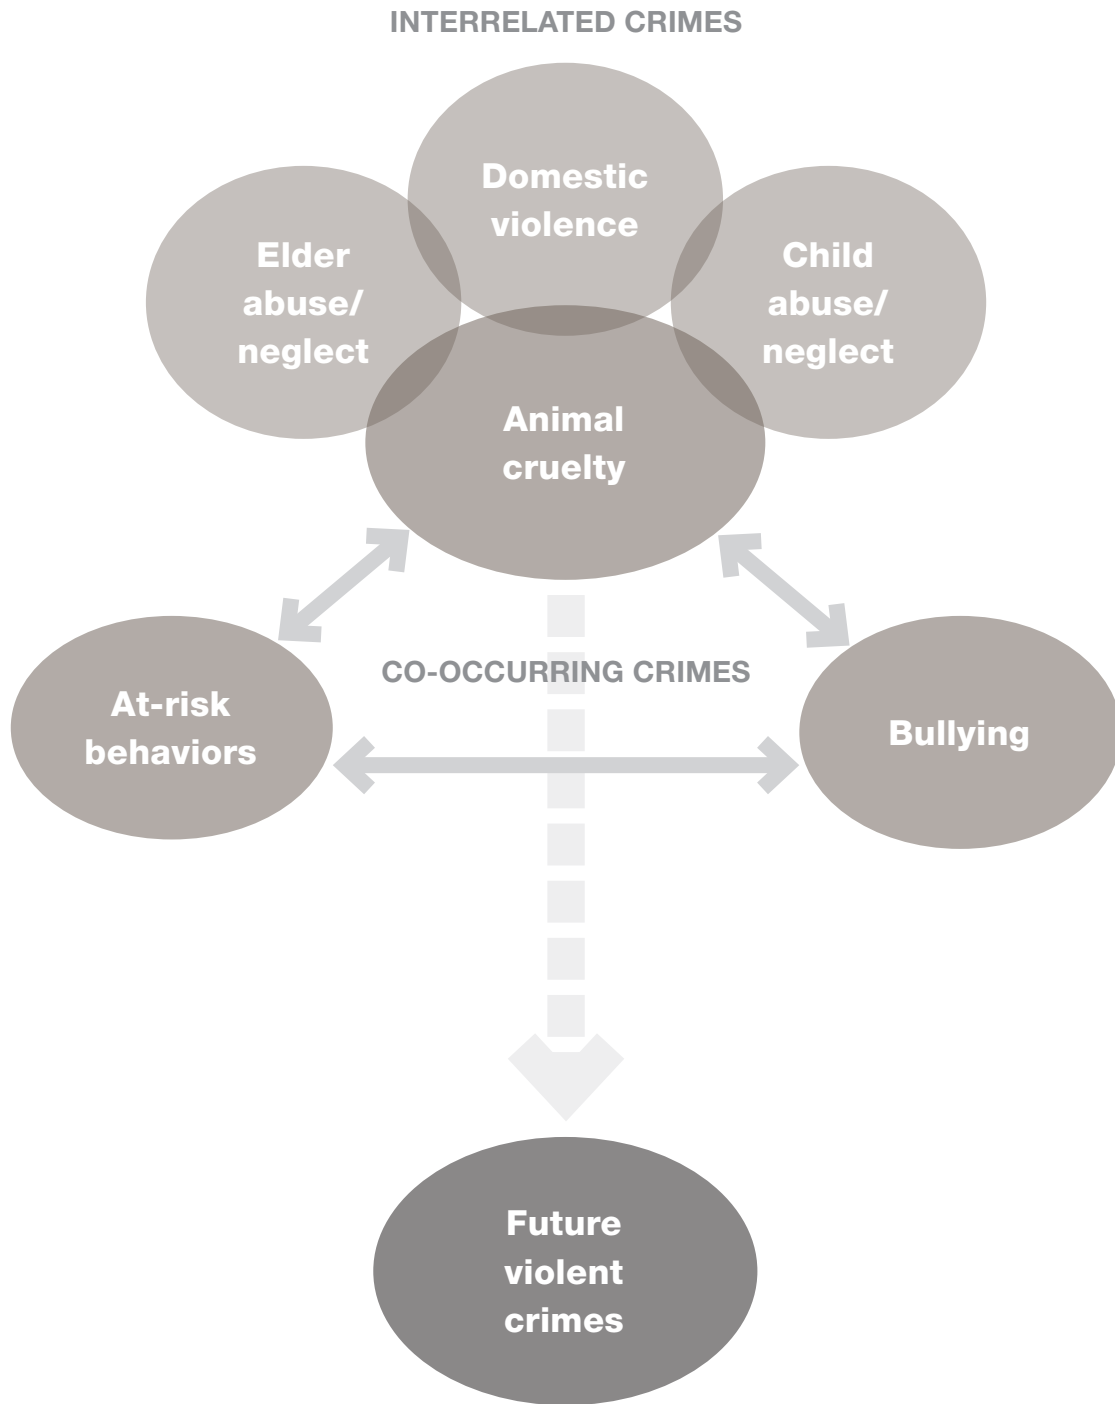 INTERRELATED CRIMES
Domestic
violence
Elder
abuse/
neglect
Child
abuse/
neglect
Animal
cruelty
CO-OCCURRING CRIMES
At-risk
behaviors
Bullying
Future
violent
crimes